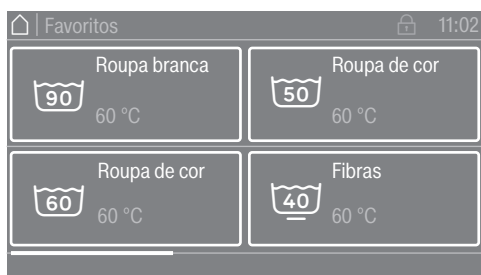 Favoritos 11:02
Roupa branca
90
60 °C
Roupa de cor
50
60 °C
Roupa de cor
60
60 °C
Fibras
40
60 °C